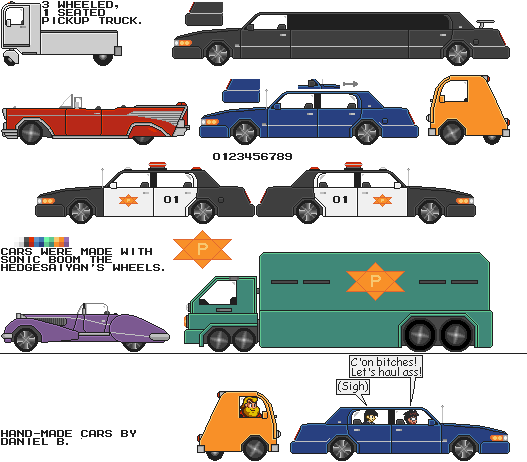 3 WHEELED,
1 SEATED
PICKUP TRUCK.
0123456789
01
01
CARS WERE MADE WITH
SONIC BOOM THE
HEDGESAIYAN'S WHEELS.
P
P
C'on bitches!
Let's haul ass!
(Sigh)
HAND-MADE CARS BY
DANIEL B.